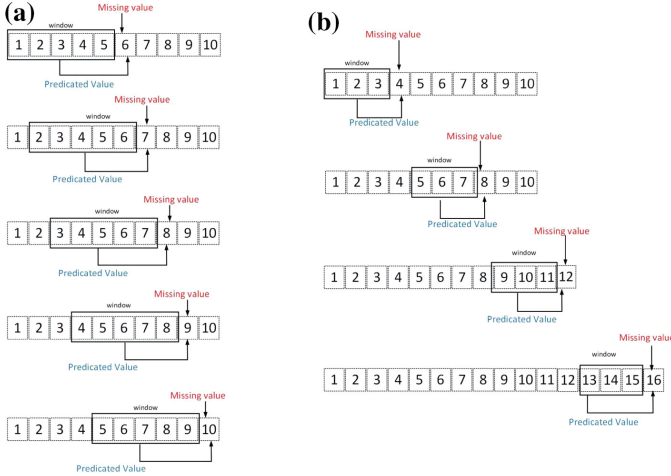 (a)
Missing value
window
1 2 3 4 5 6 7 8 9 10
Predicated Value
Missing value
window
1 2 3 4 5 6 7 8 9 10
Predicated Value
Missing value
window
1 2 3 4 5 6 7 8 9 10
Predicated Value
Missing value
window
1 2 3 4 5 6 7 8 9 10
Predicated Value
Missing value
window
1 2 3 4 5 6 7 8 9 10
Predicated Value
(b)
Missing value
window
1 2 3 4 5 6 7 8 9 10
Predicated Value
Missing value
window
1 2 3 4 5 6 7 8 9 10
Predicated Value
Missing value
window
1 2 3 4 5 6 7 8 9 10 11 12
Predicated Value
Missing value
window
1 2 3 4 5 6 7 8 9 10 11 12 13 14 15 16
Predicated Value